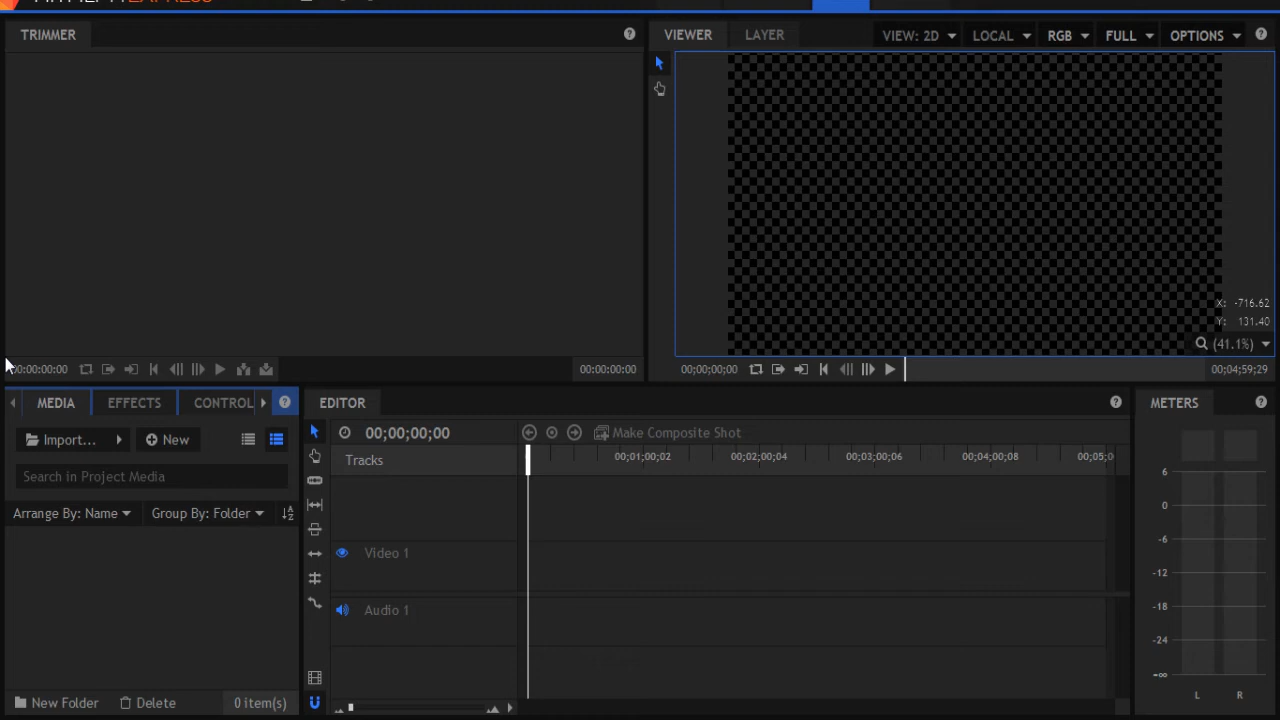 TRIMMER
VIEWER LAYER VIEW: 2D LOCAL RGB FULL OPTIONS
X: -716.62
Y: 131.40
(41.1%)
00:00:00:00 00:00:00:00
00;00;00;00 00;04;59;29
MEDIA EFFECTS CONTROL
EDITOR
METERS
Import... New
00;00;00;00 Make Composite Shot
Tracks 00;01;00;02 00;02;00;04 00;03;00;06 00;04;00;08 00;05;0
Search in Project Media
Arrange By: Name Group By: Folder
Video 1
Audio 1
6
0
-6
-12
-18
-24
-∞
L R
New Folder Delete 0 item(s)